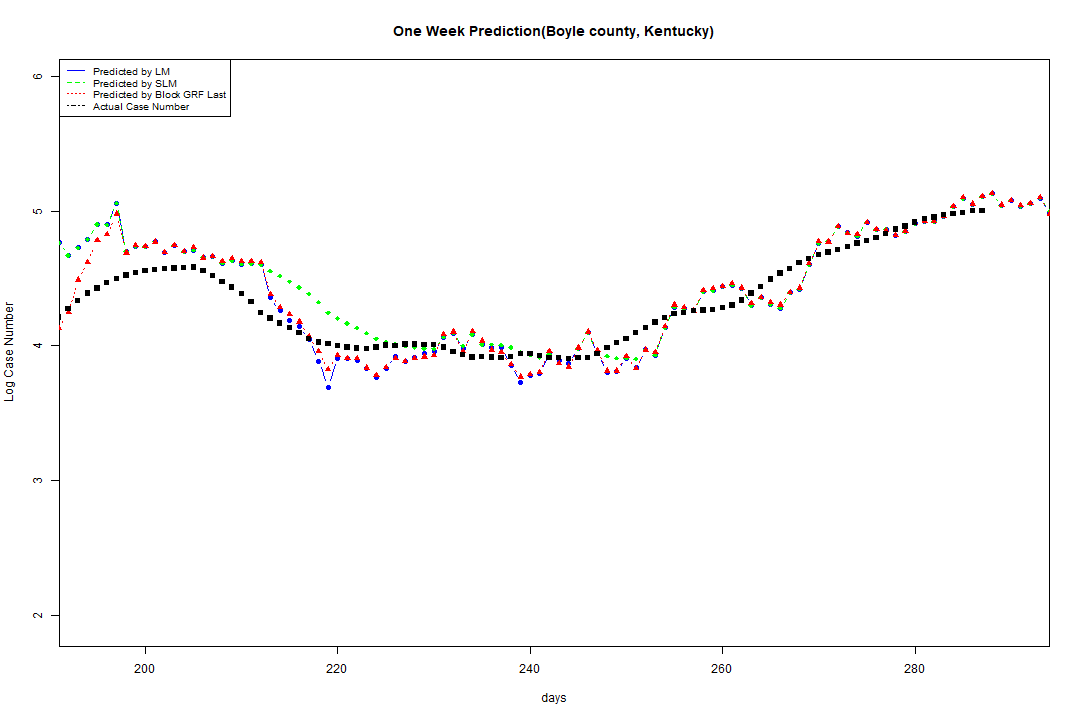 One Week Prediction(Boyle county, Kentucky)
Predicted by LM
Predicted by SLM
Predicted by Block GRF Last
Actual Case Number
6
5
4
3
2
Log Case Number
200
220
240
260
280
days